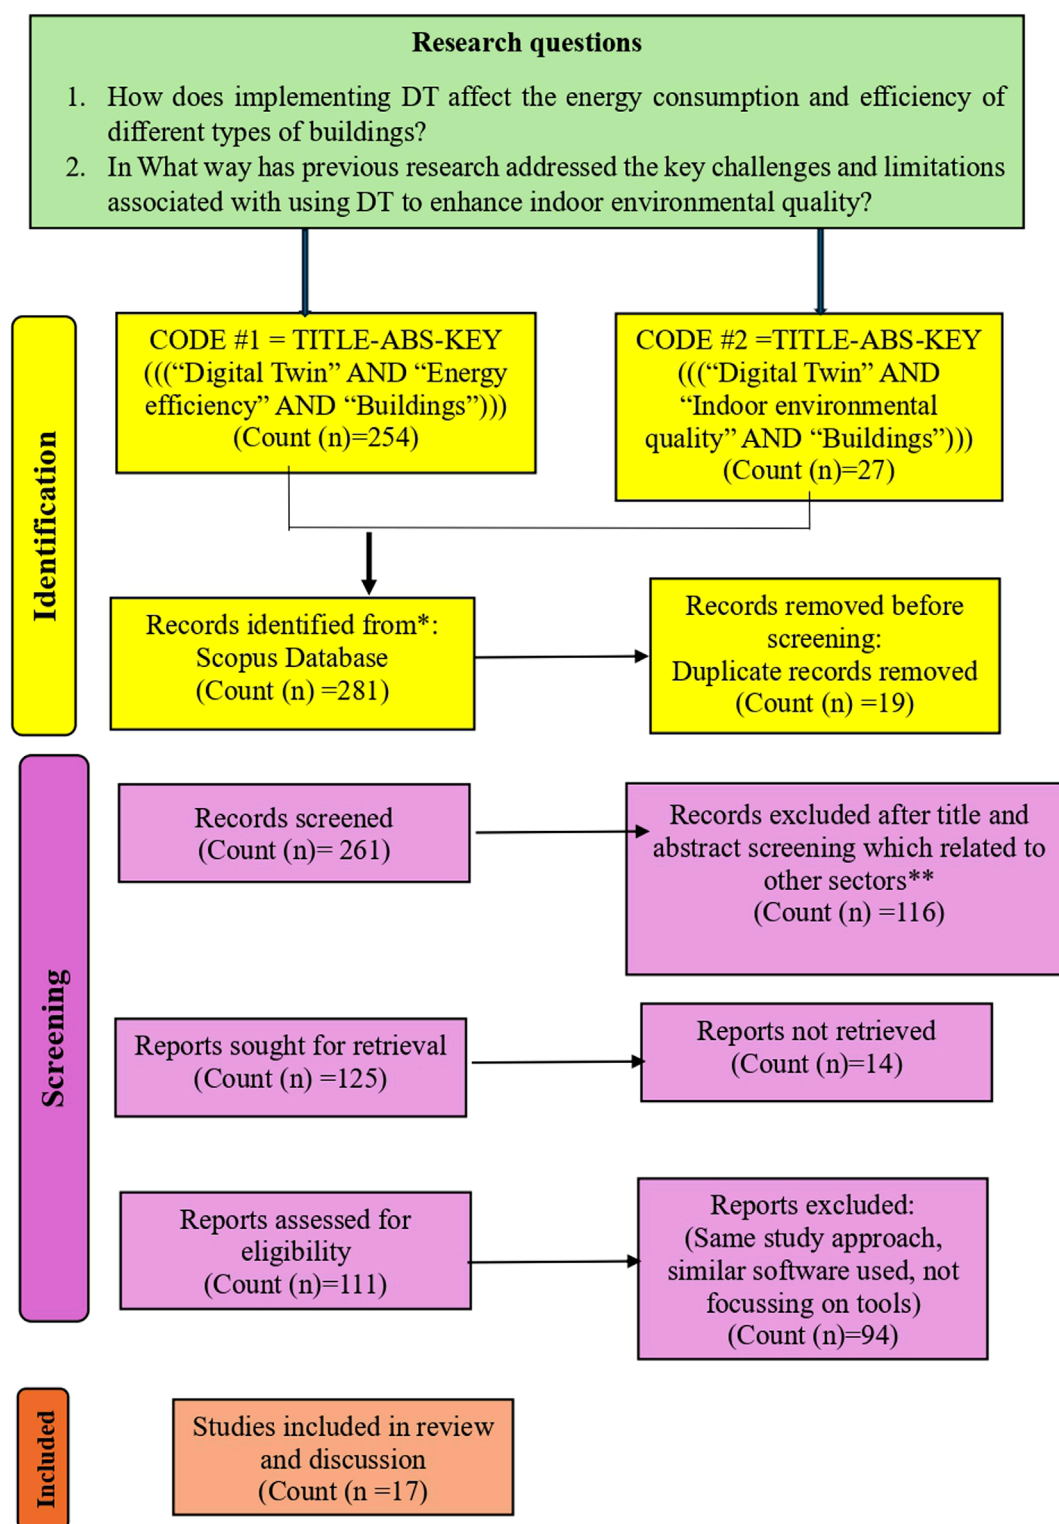 Research questions
1. How does implementing DT affect the energy consumption and efficiency of
different types of buildings?
2. In What way has previous research addressed the key challenges and limitations
associated with using DT to enhance indoor environmental quality?
Identification
CODE #1 = TITLE-ABS-KEY
(((“Digital Twin” AND “Energy
efficiency” AND “Buildings”)))
(Count (n)=254)
CODE #2 =TITLE-ABS-KEY
(((“Digital Twin” AND
“Indoor environmental
quality” AND “Buildings”)))
(Count (n)=27)
Records identified from*:
Scopus Database
(Count (n) =281)
Records removed before
screening:
Duplicate records removed
(Count (n) =19)
Screening
Records screened
(Count (n)= 261)
Records excluded after title and
abstract screening which related to
other sectors**
(Count (n) =116)
Reports sought for retrieval
(Count (n) =125)
Reports not retrieved
(Count (n)=14)
Reports assessed for
eligibility
(Count (n)=111)
Reports excluded:
(Same study approach,
similar software used, not
focussing on tools)
(Count (n)=94)
Included
Studies included in review
and discussion
(Count (n =17)